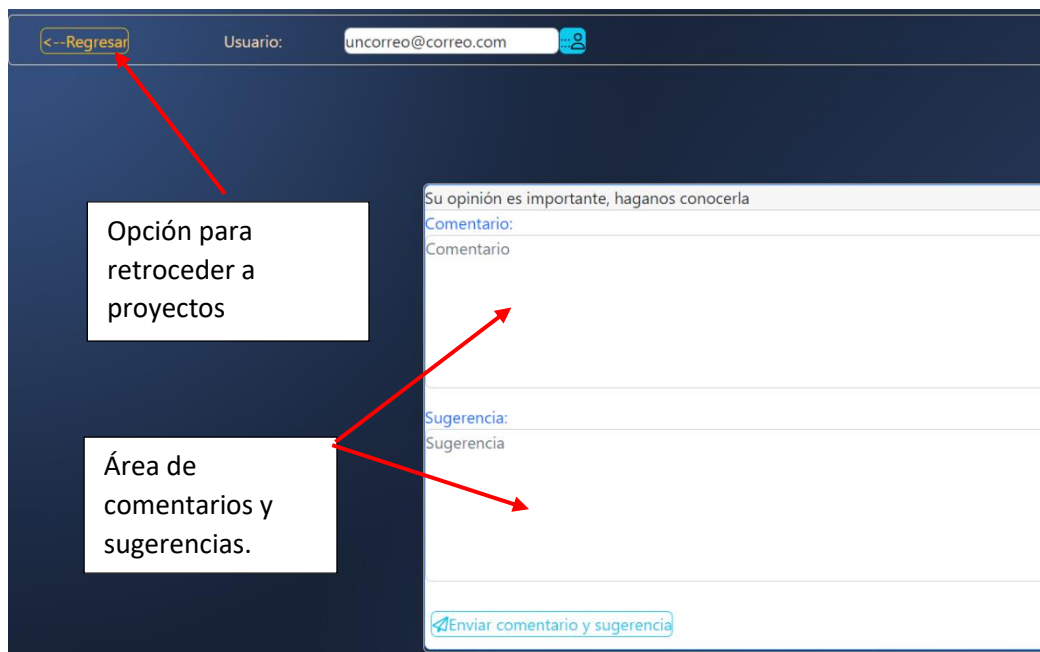 <--Regresar Usuario: uncorreo@correo.com
Su opinión es importante, haganos conocerla
Comentario:
Comentario
Opción para
retroceder a
proyectos
Sugerencia:
Sugerencia
Área de
comentarios y
sugerencias.
Enviar comentario y sugerencia